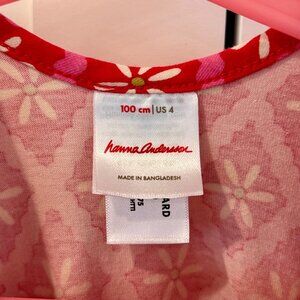 100 cm | US 4
hanna Andersson
MADE IN BANGLADESH